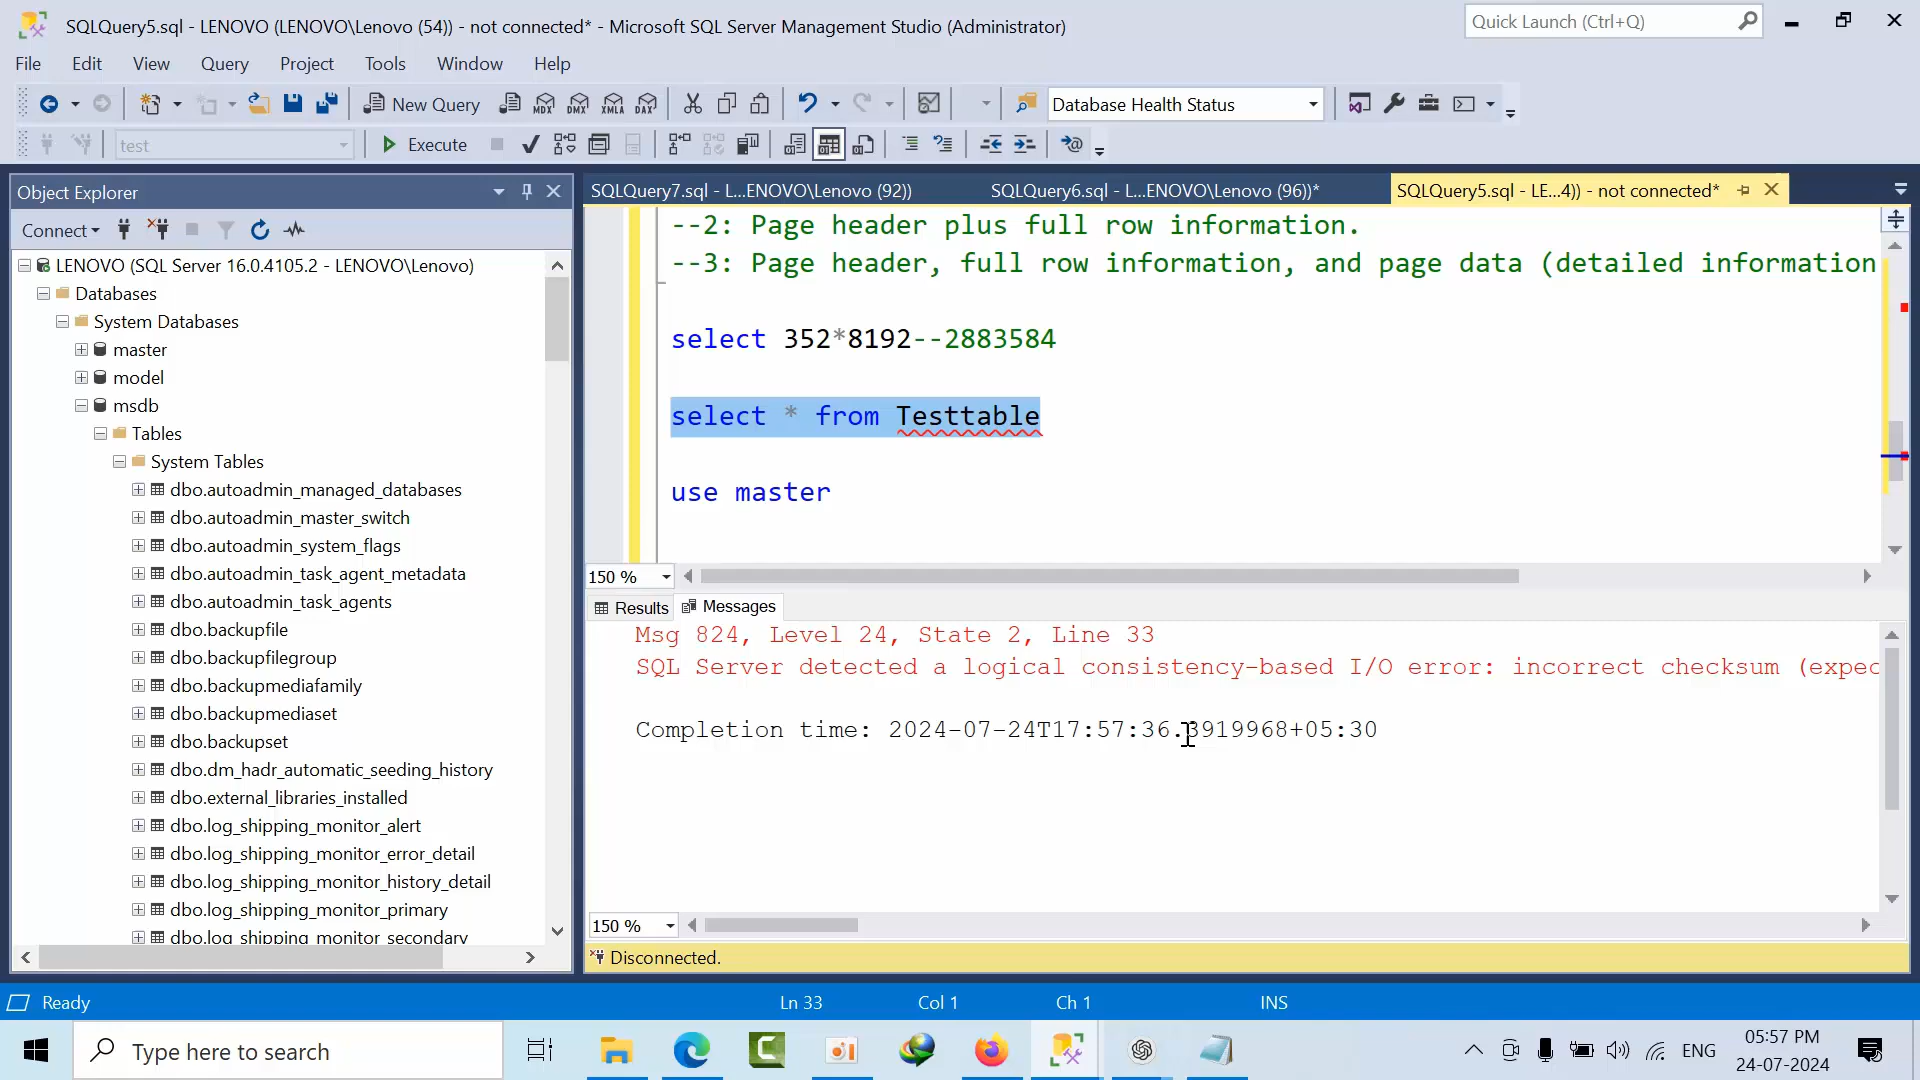 SQLQuery5.sql - LENOVO (LENOVO\Lenovo (54)) - not connected* - Microsoft SQL Server Management Studio (Administrator)
Quick Launch (Ctrl+Q)
File Edit View Query Project Tools Window Help
New Query
MDX DMX XMLA DAX
Database Health Status
test
Execute
Object Explorer
Connect
LENOVO (SQL Server 16.0.4105.2 - LENOVO\Lenovo)
Databases
System Databases
master
model
msdb
Tables
System Tables
dbo.autoadmin_managed_databases
dbo.autoadmin_master_switch
dbo.autoadmin_system_flags
dbo.autoadmin_task_agent_metadata
dbo.autoadmin_task_agents
dbo.backupfile
dbo.backupfilegroup
dbo.backupmediafamily
dbo.backupmediaset
dbo.backupset
dbo.dm_hadr_automatic_seeding_history
dbo.external_libraries_installed
dbo.log_shipping_monitor_alert
dbo.log_shipping_monitor_error_detail
dbo.log_shipping_monitor_history_detail
dbo.log_shipping_monitor_primary
dbo.log_shipping_monitor_secondary
SQLQuery7.sql - L...ENOVO\Lenovo (92))
SQLQuery6.sql - L...ENOVO\Lenovo (96))*
SQLQuery5.sql - LE...4)) - not connected*
--2: Page header plus full row information.
--3: Page header, full row information, and page data (detailed information
select 352*8192--2883584
select * from Testtable
use master
150 %
Results Messages
Msg 824, Level 24, State 2, Line 33
SQL Server detected a logical consistency-based I/O error: incorrect checksum (expec
Completion time: 2024-07-24T17:57:36.3919968+05:30
150 %
Disconnected.
Ready
Ln 33
Col 1
Ch 1
INS
Type here to search
ENG
05:57 PM
24-07-2024